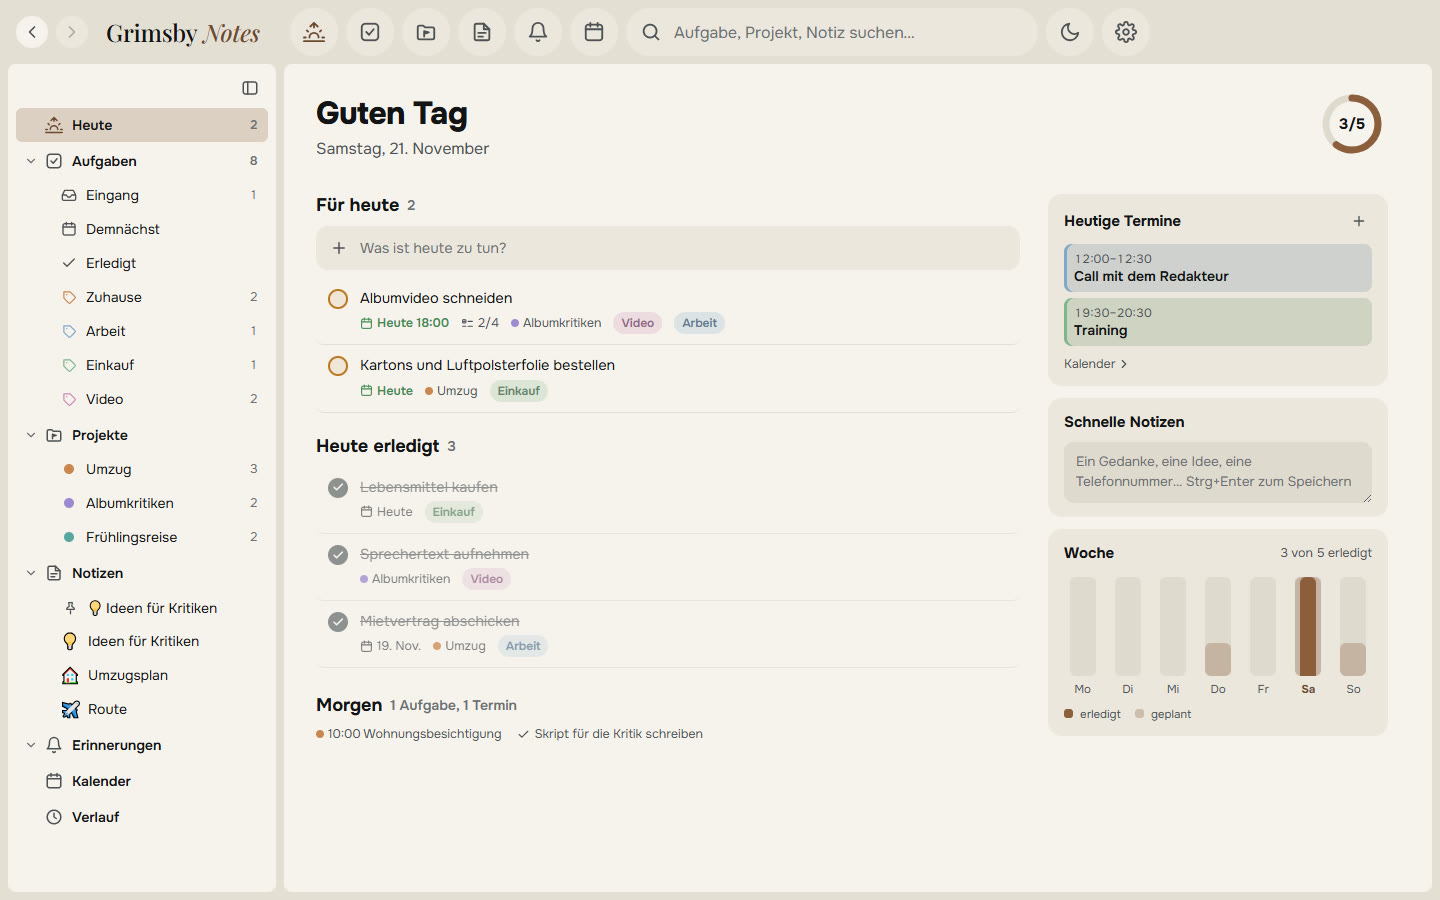 Grimsby Notes
Aufgabe, Projekt, Notiz suchen...
Heute 2
Aufgaben 8
Eingang 1
Demnächst
Erledigt
Zuhause 2
Arbeit 1
Einkauf 1
Video 2
Projekte
Umzug 3
Albumkritiken 2
Frühlingsreise 2
Notizen
Ideen für Kritiken
Ideen für Kritiken
Umzugsplan
Route
Erinnerungen
Kalender
Verlauf
Guten Tag
Samstag, 21. November
3/5
Für heute 2
Was ist heute zu tun?
Albumvideo schneiden
Heute 18:00 2/4 Albumkritiken Video Arbeit
Kartons und Luftpolsterfolie bestellen
Heute Umzug Einkauf
Heute erledigt 3
Lebensmittel kaufen
Heute Einkauf
Sprechertext aufnehmen
Albumkritiken Video
Mietvertrag abschicken
19. Nov. Umzug Arbeit
Morgen 1 Aufgabe, 1 Termin
10:00 Wohnungsbesichtigung Skript für die Kritik schreiben
Heutige Termine
12:00–12:30
Call mit dem Redakteur
19:30–20:30
Training
Kalender
Schnelle Notizen
Ein Gedanke, eine Idee, eine
Telefonnummer... Strg+Enter zum Speichern
Woche 3 von 5 erledigt
Mo Di Mi Do Fr Sa So
erledigt geplant